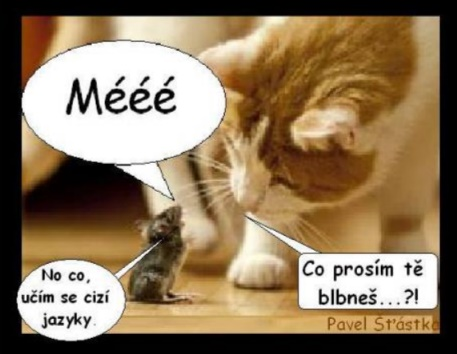 Mééé
Co prosím tě
blbneš...?!
No co,
učím se cizí
jazyky.
Pavel Šťástka